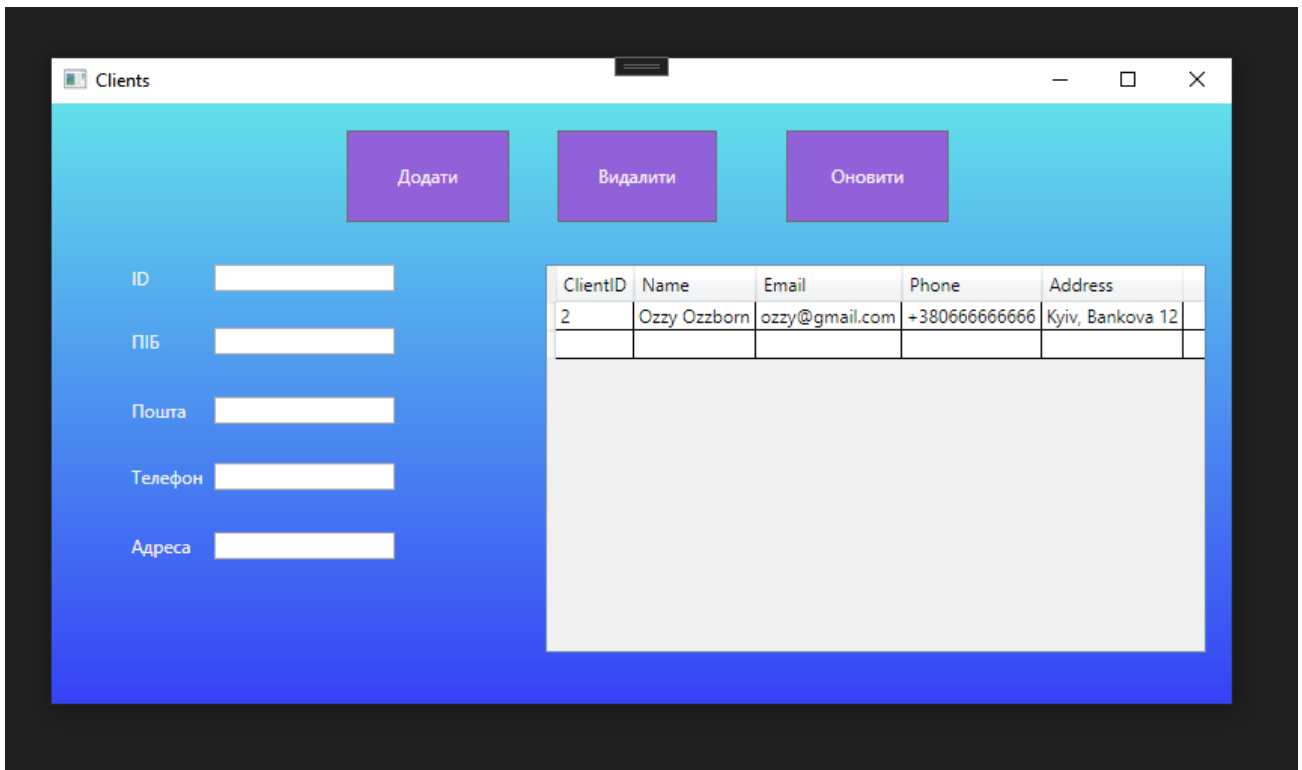 Clients
Додати Видалити Оновити
ID
ПІБ
Пошта
Телефон
Адреса
ClientID Name Email Phone Address
2 Ozzy Ozzborn ozzy@gmail.com +380666666666 Kyiv, Bankova 12